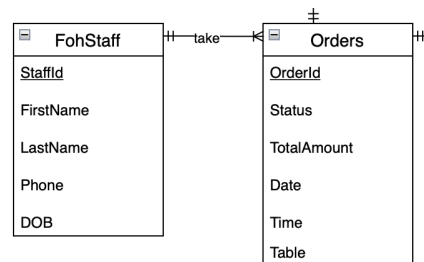 FohStaff
StaffId
FirstName
LastName
Phone
DOB
take
Orders
OrderId
Status
TotalAmount
Date
Time
Table